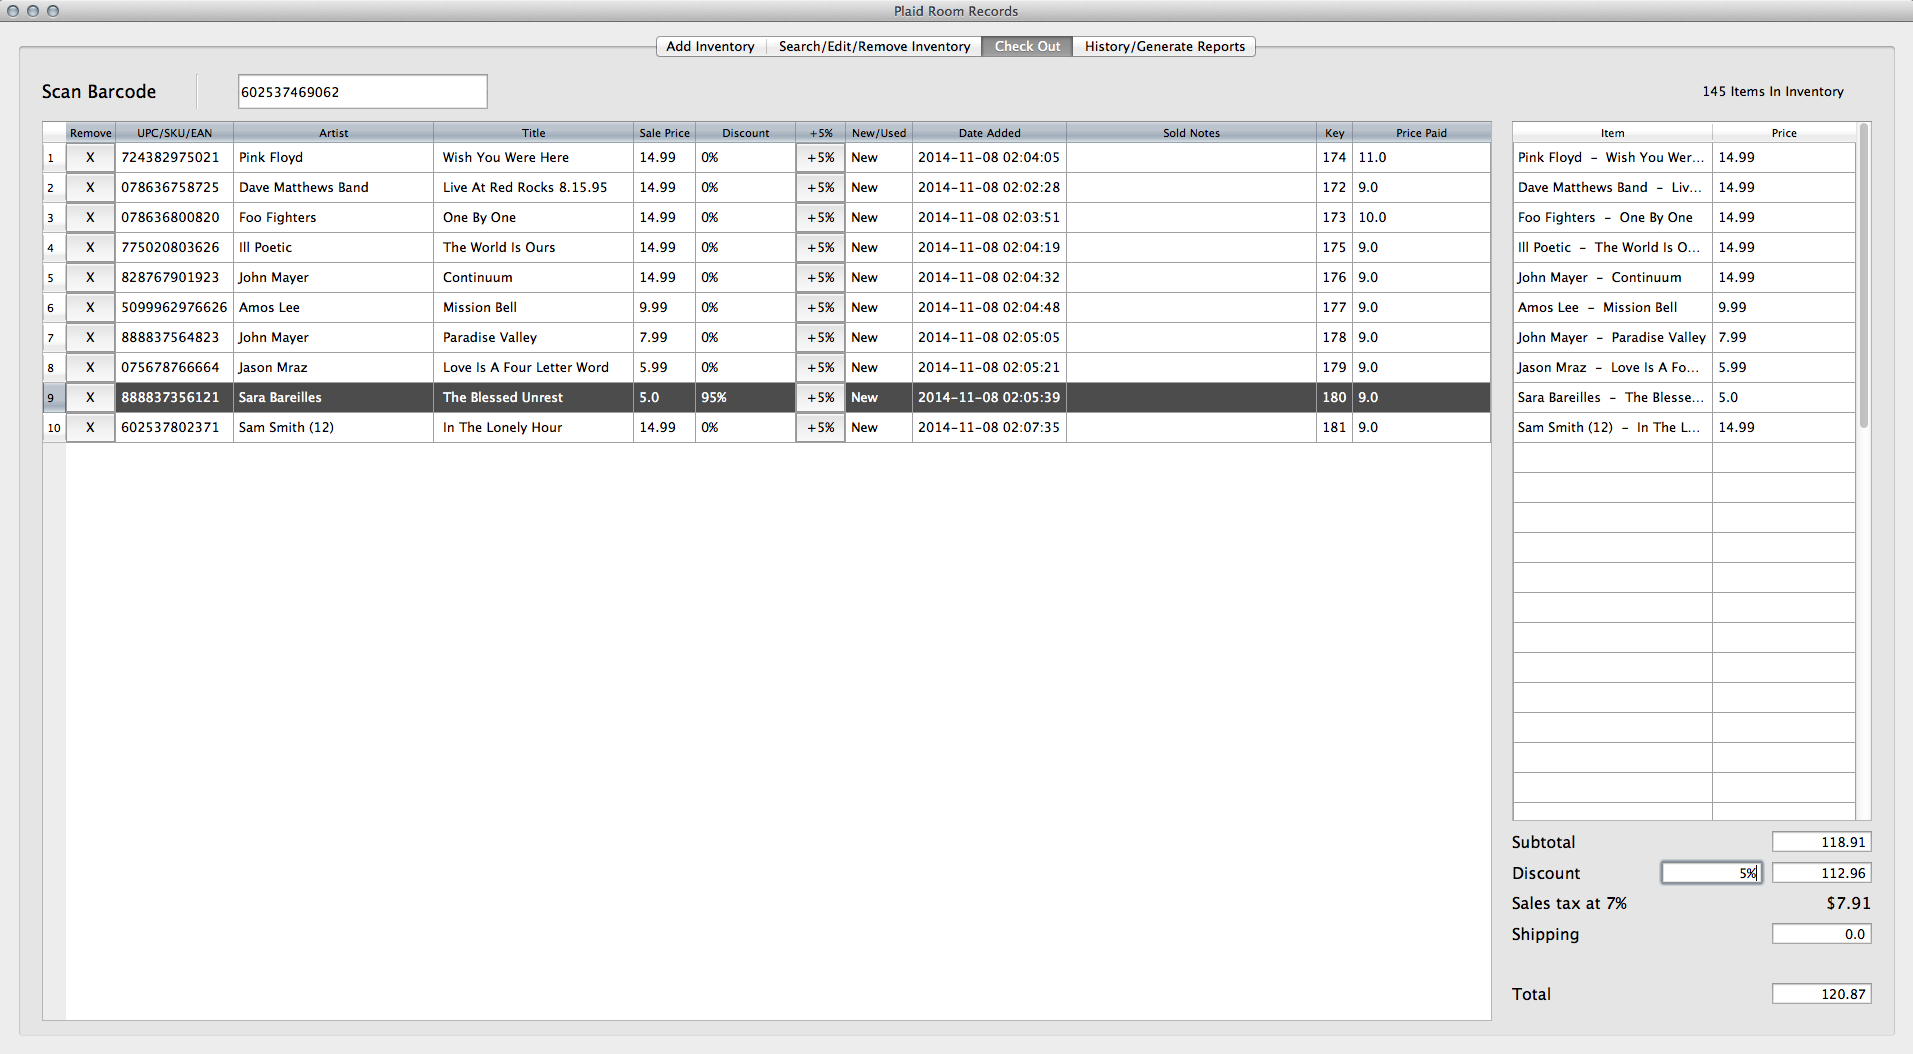 Plaid Room Records
Add Inventory Search/Edit/Remove Inventory Check Out History/Generate Reports
Scan Barcode 602537469062 145 Items In Inventory
Remove UPC/SKU/EAN Artist Title Sale Price Discount +5% New/Used Date Added Sold Notes Key Price Paid
1 X 724382975021 Pink Floyd Wish You Were Here 14.99 0% +5% New 2014-11-08 02:04:05 174 11.0
2 X 078636758725 Dave Matthews Band Live At Red Rocks 8.15.95 14.99 0% +5% New 2014-11-08 02:02:28 172 9.0
3 X 078636800820 Foo Fighters One By One 14.99 0% +5% New 2014-11-08 02:03:51 173 10.0
4 X 775020803626 Ill Poetic The World Is Ours 14.99 0% +5% New 2014-11-08 02:04:19 175 9.0
5 X 828767901923 John Mayer Continuum 14.99 0% +5% New 2014-11-08 02:04:32 176 9.0
6 X 5099962976626 Amos Lee Mission Bell 9.99 0% +5% New 2014-11-08 02:04:48 177 9.0
7 X 888837564823 John Mayer Paradise Valley 7.99 0% +5% New 2014-11-08 02:05:05 178 9.0
8 X 075678766664 Jason Mraz Love Is A Four Letter Word 5.99 0% +5% New 2014-11-08 02:05:21 179 9.0
9 X 888837356121 Sara Bareilles The Blessed Unrest 5.0 95% +5% New 2014-11-08 02:05:39 180 9.0
10 X 602537802371 Sam Smith (12) In The Lonely Hour 14.99 0% +5% New 2014-11-08 02:07:35 181 9.0
Item Price
Pink Floyd - Wish You Wer... 14.99
Dave Matthews Band - Liv... 14.99
Foo Fighters - One By One 14.99
Ill Poetic - The World Is O... 14.99
John Mayer - Continuum 14.99
Amos Lee - Mission Bell 9.99
John Mayer - Paradise Valley 7.99
Jason Mraz - Love Is A Fo... 5.99
Sara Bareilles - The Blesse... 5.0
Sam Smith (12) - In The L... 14.99
Subtotal 118.91
Discount 5% 112.96
Sales tax at 7% $7.91
Shipping 0.0
Total 120.87